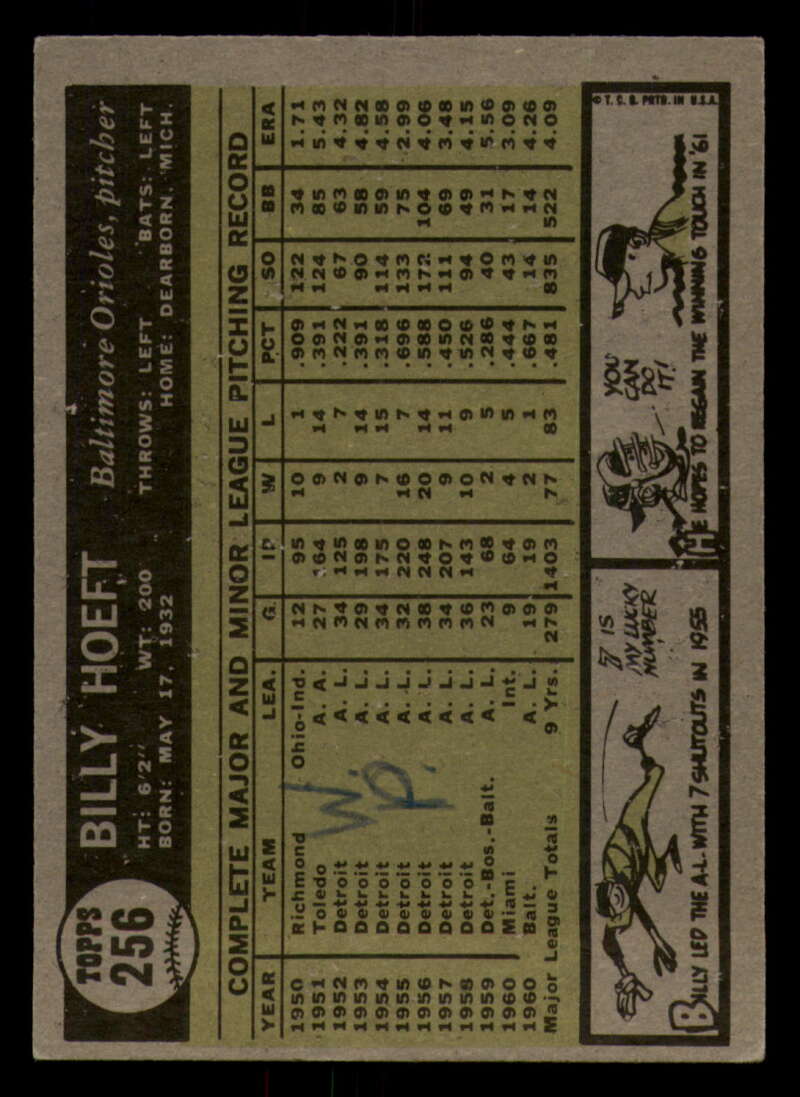 TOPPS
256
BILLY HOEFT Baltimore Orioles, pitcher
HT: 6'2" WT: 200 THROWS: LEFT BATS: LEFT
BORN: MAY 17, 1932 HOME: DEARBORN, MICH.
COMPLETE MAJOR AND MINOR LEAGUE PITCHING RECORD
YEAR TEAM LEA. G. IP W L PCT SO BB ERA
1950 Richmond Ohio-Ind. 12 95 10 1 .909 122 34 1.71
1951 Toledo A. A. 27 164 9 14 .391 124 85 5.43
1952 Detroit A. L. 34 125 2 7 .222 67 63 4.32
1953 Detroit A. L. 29 198 9 14 .391 90 58 4.82
1954 Detroit A. L. 34 175 7 15 .318 114 59 4.58
1955 Detroit A. L. 32 220 16 7 .696 133 75 2.99
1956 Detroit A. L. 38 248 20 14 .588 172 104 4.06
1957 Detroit A. L. 34 207 9 11 .450 111 69 3.48
1958 Detroit A. L. 36 143 10 9 .526 94 49 4.15
1959 Det.-Bos.-Balt. A. L. 23 68 2 5 .286 40 31 5.56
1960 Miami Int. 9 64 4 5 .444 43 17 3.09
1960 Balt. A. L. 19 19 2 1 .667 14 14 4.26
Major League Totals 9 Yrs. 279 1403 77 83 .481 835 522 4.09
W.
P.
7 IS
MY LUCKY
NUMBER
BILLY LED THE A.L. WITH 7 SHUTOUTS IN 1955
YOU
CAN
DO
IT!
HE HOPES TO REGAIN THE WINNING TOUCH IN '61
© T. C. G. PRTD. IN U.S.A.